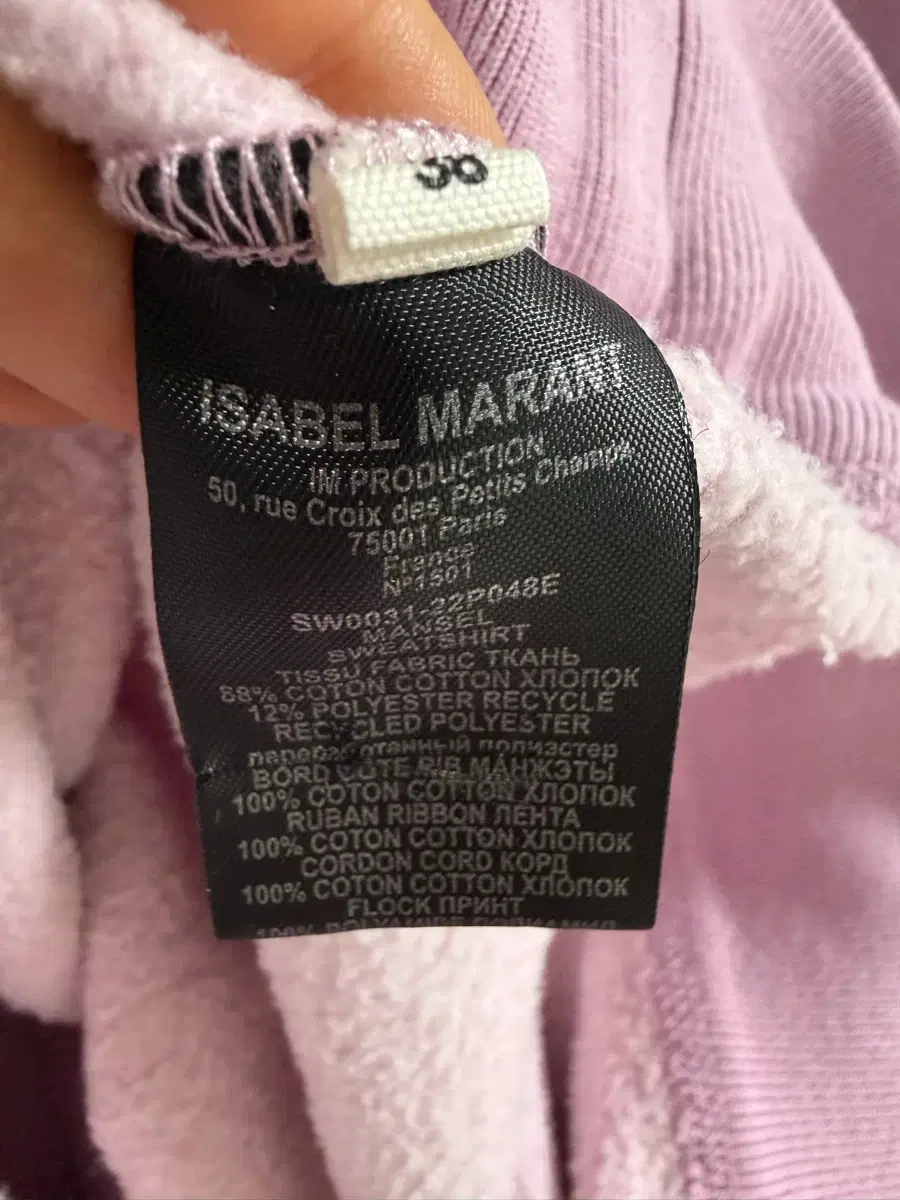 ISABEL MARANT
IM PRODUCTION
50, rue Croix des Petits Champs
75001 Paris
France
N°1501
SW0031-22P048E
MANSEL
SWEATSHIRT
TISSU FABRIC ТКАНЬ
88% COTON COTTON ХЛОПОК
12% POLYESTER RECYCLE
RECYCLED POLYESTER
переработанный полиэстер
BORD COTE RIB МАНЖЭТЫ
100% COTON COTTON ХЛОПОК
RUBAN RIBBON ЛЕНТА
100% COTON COTTON ХЛОПОК
CORDON CORD КОРД
100% COTON COTTON ХЛОПОК
FLOCK ПРИНТ
100% POLYAMIDE